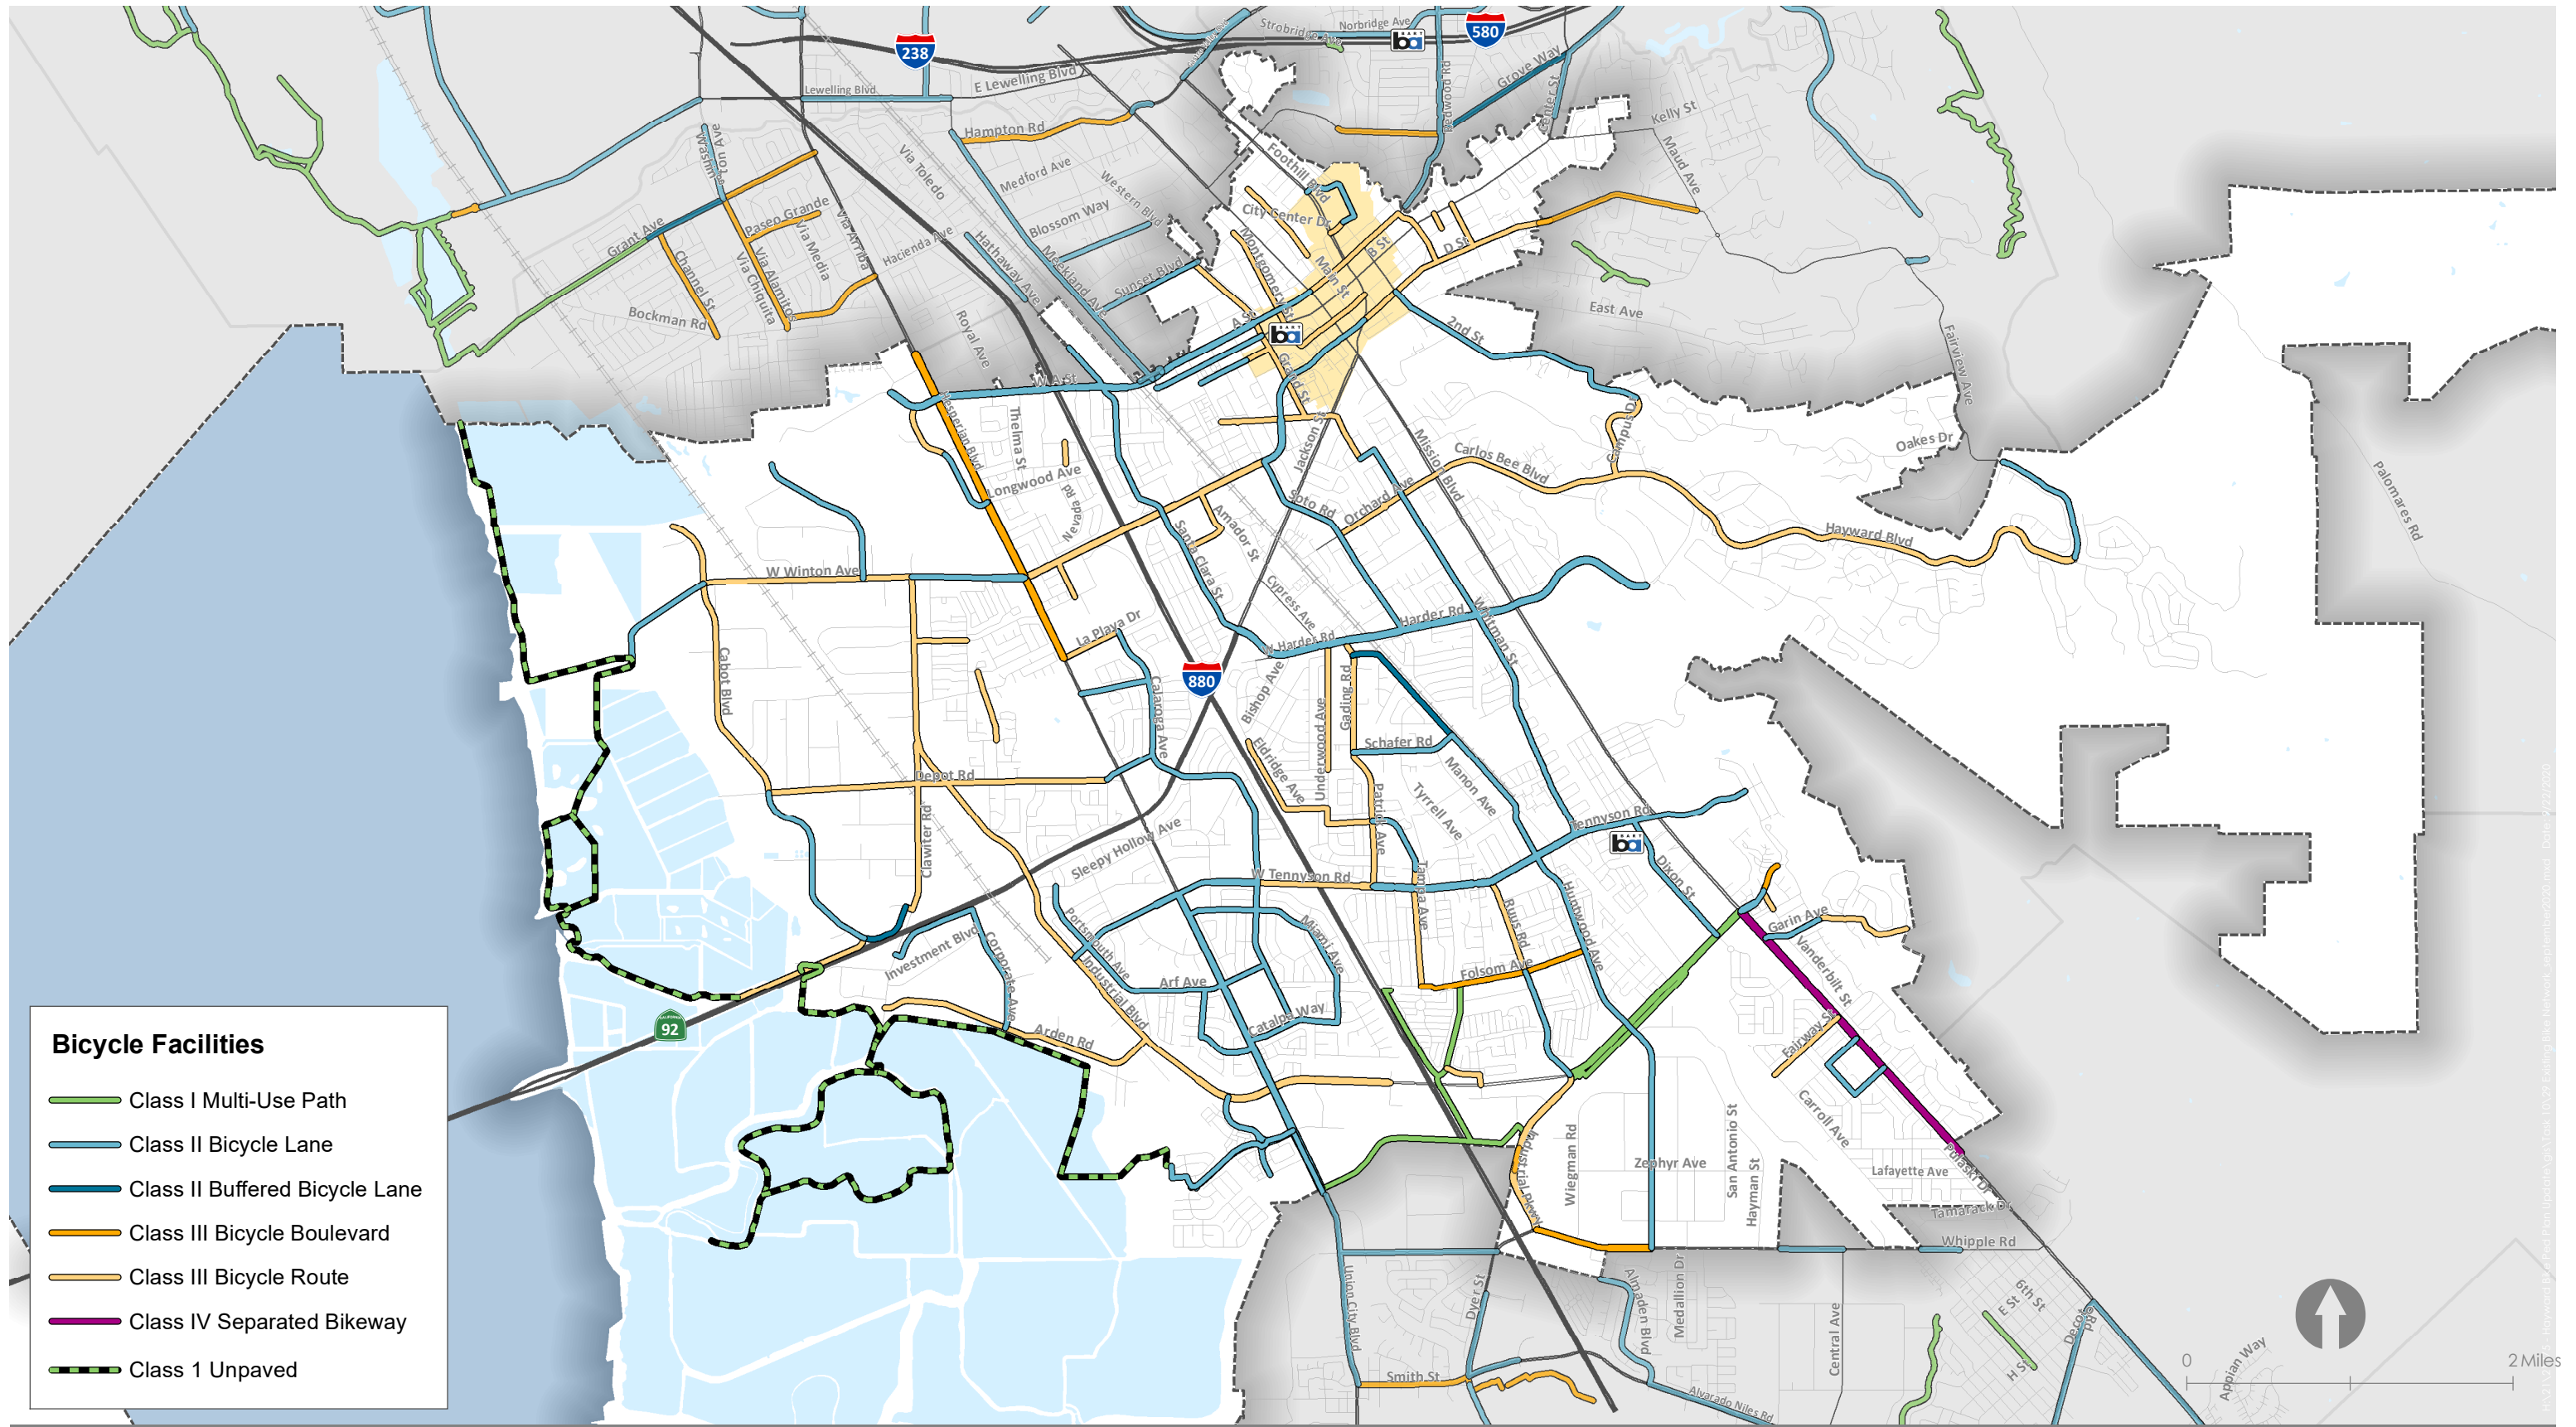 Strobridge Ave
Norbridge Ave
BART
ba
580
238
E Lewelling Blvd
Lewelling Blvd
Grove Way
Redwood Rd
Center St
Kelly St
Maud Ave
Hampton Rd
Washington Ave
Via Toledo
Medford Ave
Western Blvd
Blossom Way
Foothill Blvd
City Center Dr
Paseo Grande
Via Media
Via Arriba
Hacienda Ave
Hathaway Ave
Meekland Ave
Sunset Blvd
Montgomery St
Main St
B St
D St
Grant Ave
Channel St
Via Alamitos
Via Chiquita
Bockman Rd
Royal Ave
A St
BART
ba
Grand St
2nd St
East Ave
Fairview Ave
W A St
Hesperian Blvd
Thelma St
Longwood Ave
Nevada Rd
Jackson St
Mission Blvd
Carlos Bee Blvd
Campus Dr
Oakes Dr
Palomares Rd
Soto Rd
Orchard Ave
Amador St
Santa Clara St
Hayward Blvd
W Winton Ave
Cypress Ave
La Playa Dr
W Harder Rd
Harder Rd
Whitman St
Cabot Blvd
880
Calaroga Ave
Bishop Ave
Underwood Ave
Gading Rd
Schafer Rd
Eldridge Ave
Manon Ave
Tyrrell Ave
Patrick Ave
Depot Rd
Clawiter Rd
Sleepy Hollow Ave
Tennyson Rd
BART
ba
Dixon St
W Tennyson Rd
Tampa Ave
Ruus Rd
Huntwood Ave
Garin Ave
Vanderbilt St
Investment Blvd
Corporate Ave
Portsmouth Ave
Industrial Blvd
Miami Ave
Arf Ave
Catalpa Way
Folsom Ave
Arden Rd
CALIFORNIA
92
Fairway St
Carroll Ave
Industrial Pkwy
Wiegman Rd
Zephyr Ave
San Antonio St
Hayman St
Lafayette Ave
Pulaski Dr
Tamarack Dr
Whipple Rd
Union City Blvd
Dyer St
Almaden Blvd
Medallion Dr
Central Ave
6th St
E St
H St
Decoto Rd
Appian Way
Smith St
Alvarado Niles Rd
0
2 Miles
Bicycle Facilities
Class I Multi-Use Path
Class II Bicycle Lane
Class II Buffered Bicycle Lane
Class III Bicycle Boulevard
Class III Bicycle Route
Class IV Separated Bikeway
Class 1 Unpaved